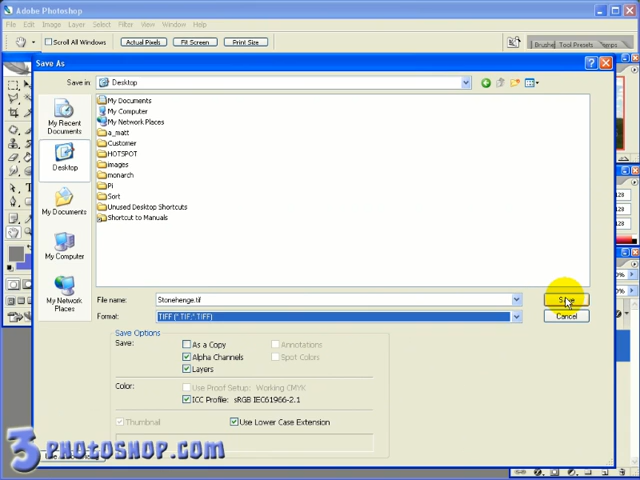 Adobe Photoshop
File Edit Image Layer Select Filter View Window Help
Scroll All Windows Actual Pixels Fit Screen Print Size Brushes Tool Presets Layer Comps
Save As
Save in: Desktop
My Recent Documents
Desktop
My Documents
My Computer
My Network Places
My Documents
My Computer
My Network Places
a_matt
Customer
HOTSPOT
images
monarch
Pi
Sort
Unused Desktop Shortcuts
Shortcut to Manuals
File name: Stonehenge.tif Save
Format: TIFF (*.TIF;*.TIFF) Cancel
Save Options
Save: As a Copy Annotations
Alpha Channels Spot Colors
Layers
Color: Use Proof Setup: Working CMYK
ICC Profile: sRGB IEC61966-2.1
Thumbnail Use Lower Case Extension
128
128
128
3PHOTOSHOP.COM